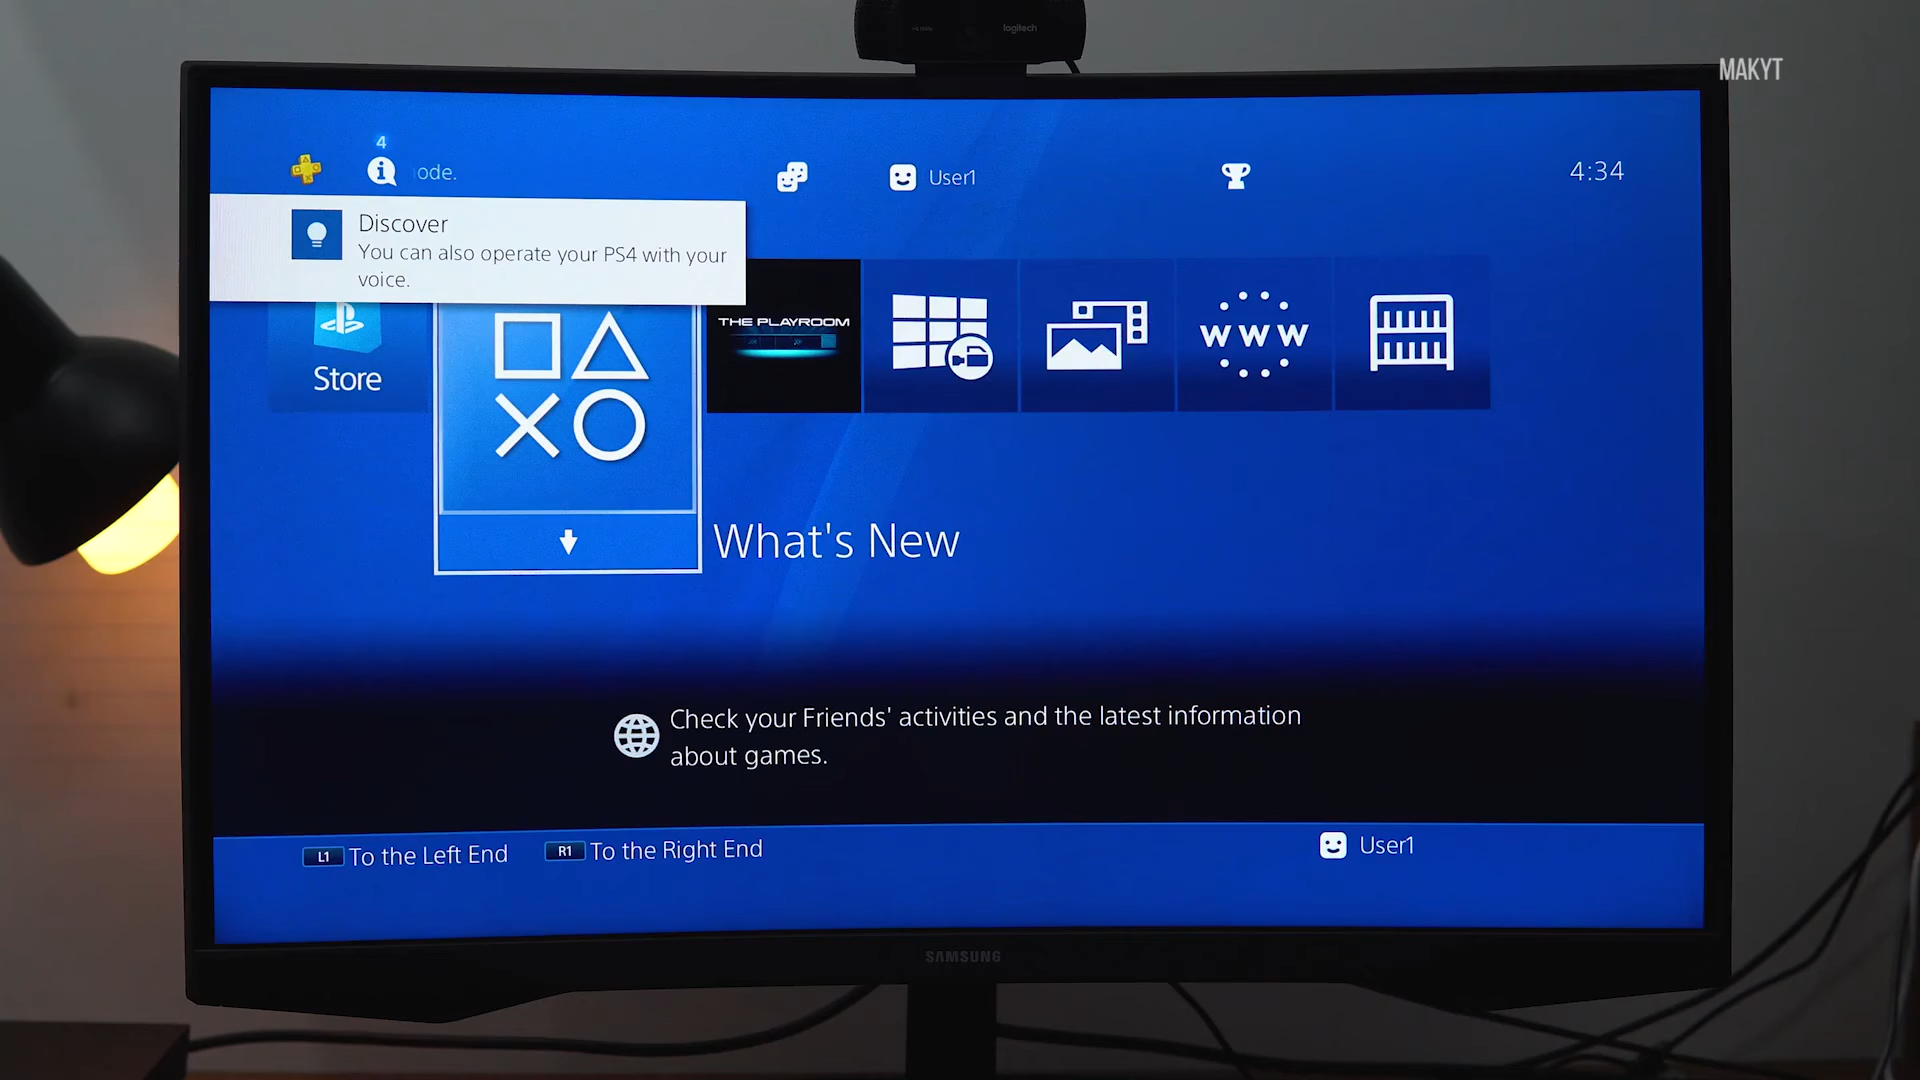 logitech
MAKYT
4
ode.
User1
4:34
Discover
You can also operate your PS4 with your
voice.
Store
THE PLAYROOM
WWW
What's New
Check your Friends' activities and the latest information
about games.
L1 To the Left End
R1 To the Right End
User1
SAMSUNG